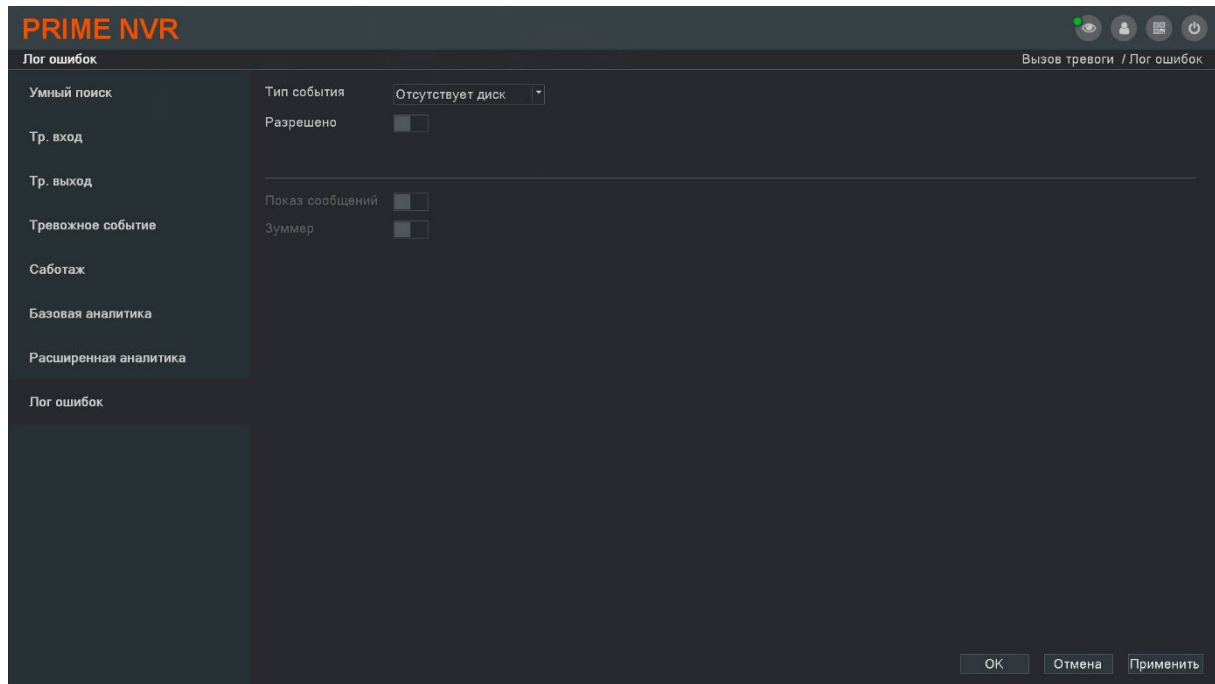 PRIME NVR
Лог ошибок
Вызов тревоги / Лог ошибок
Умный поиск
Тр. вход
Тр. выход
Тревожное событие
Саботаж
Базовая аналитика
Расширенная аналитика
Лог ошибок
Тип события Отсутствует диск
Разрешено
Показ сообщений
Зуммер
OK Отмена Применить